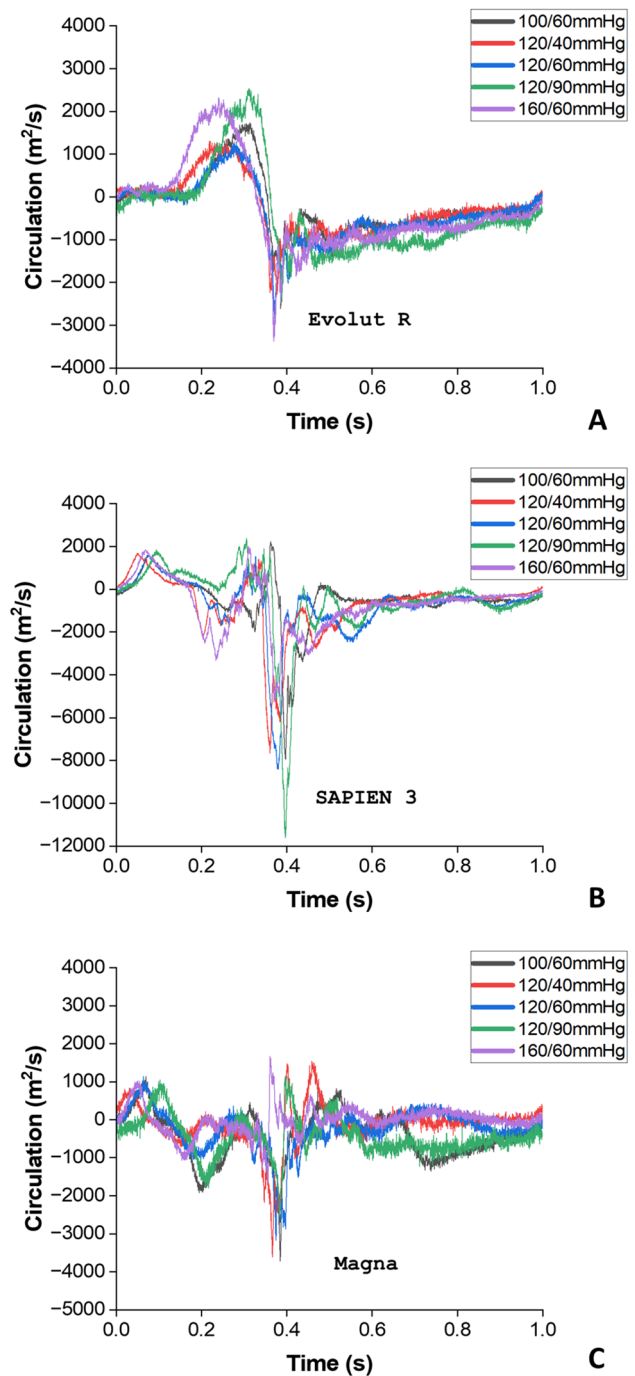 100/60mmHg
120/40mmHg
120/60mmHg
120/90mmHg
160/60mmHg
4000
3000
2000
1000
0
−1000
−2000
−3000
−4000
Circulation (m²/s)
Evolut R
0.0 0.2 0.4 0.6 0.8 1.0
Time (s)
A
100/60mmHg
120/40mmHg
120/60mmHg
120/90mmHg
160/60mmHg
4000
2000
0
−2000
−4000
−6000
−8000
−10000
−12000
Circulation (m²/s)
SAPIEN 3
0.0 0.2 0.4 0.6 0.8 1.0
Time (s)
B
100/60mmHg
120/40mmHg
120/60mmHg
120/90mmHg
160/60mmHg
4000
3000
2000
1000
0
−1000
−2000
−3000
−4000
−5000
Circulation (m²/s)
Magna
0.0 0.2 0.4 0.6 0.8 1.0
Time (s)
C